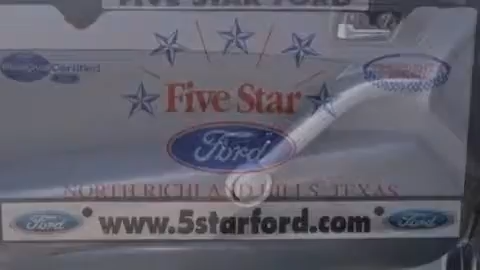 FIVE STAR FORD
Certified
Five Star
Ford
NORTH RICHLAND HILLS, TEXAS
Ford www.5starford.com Ford